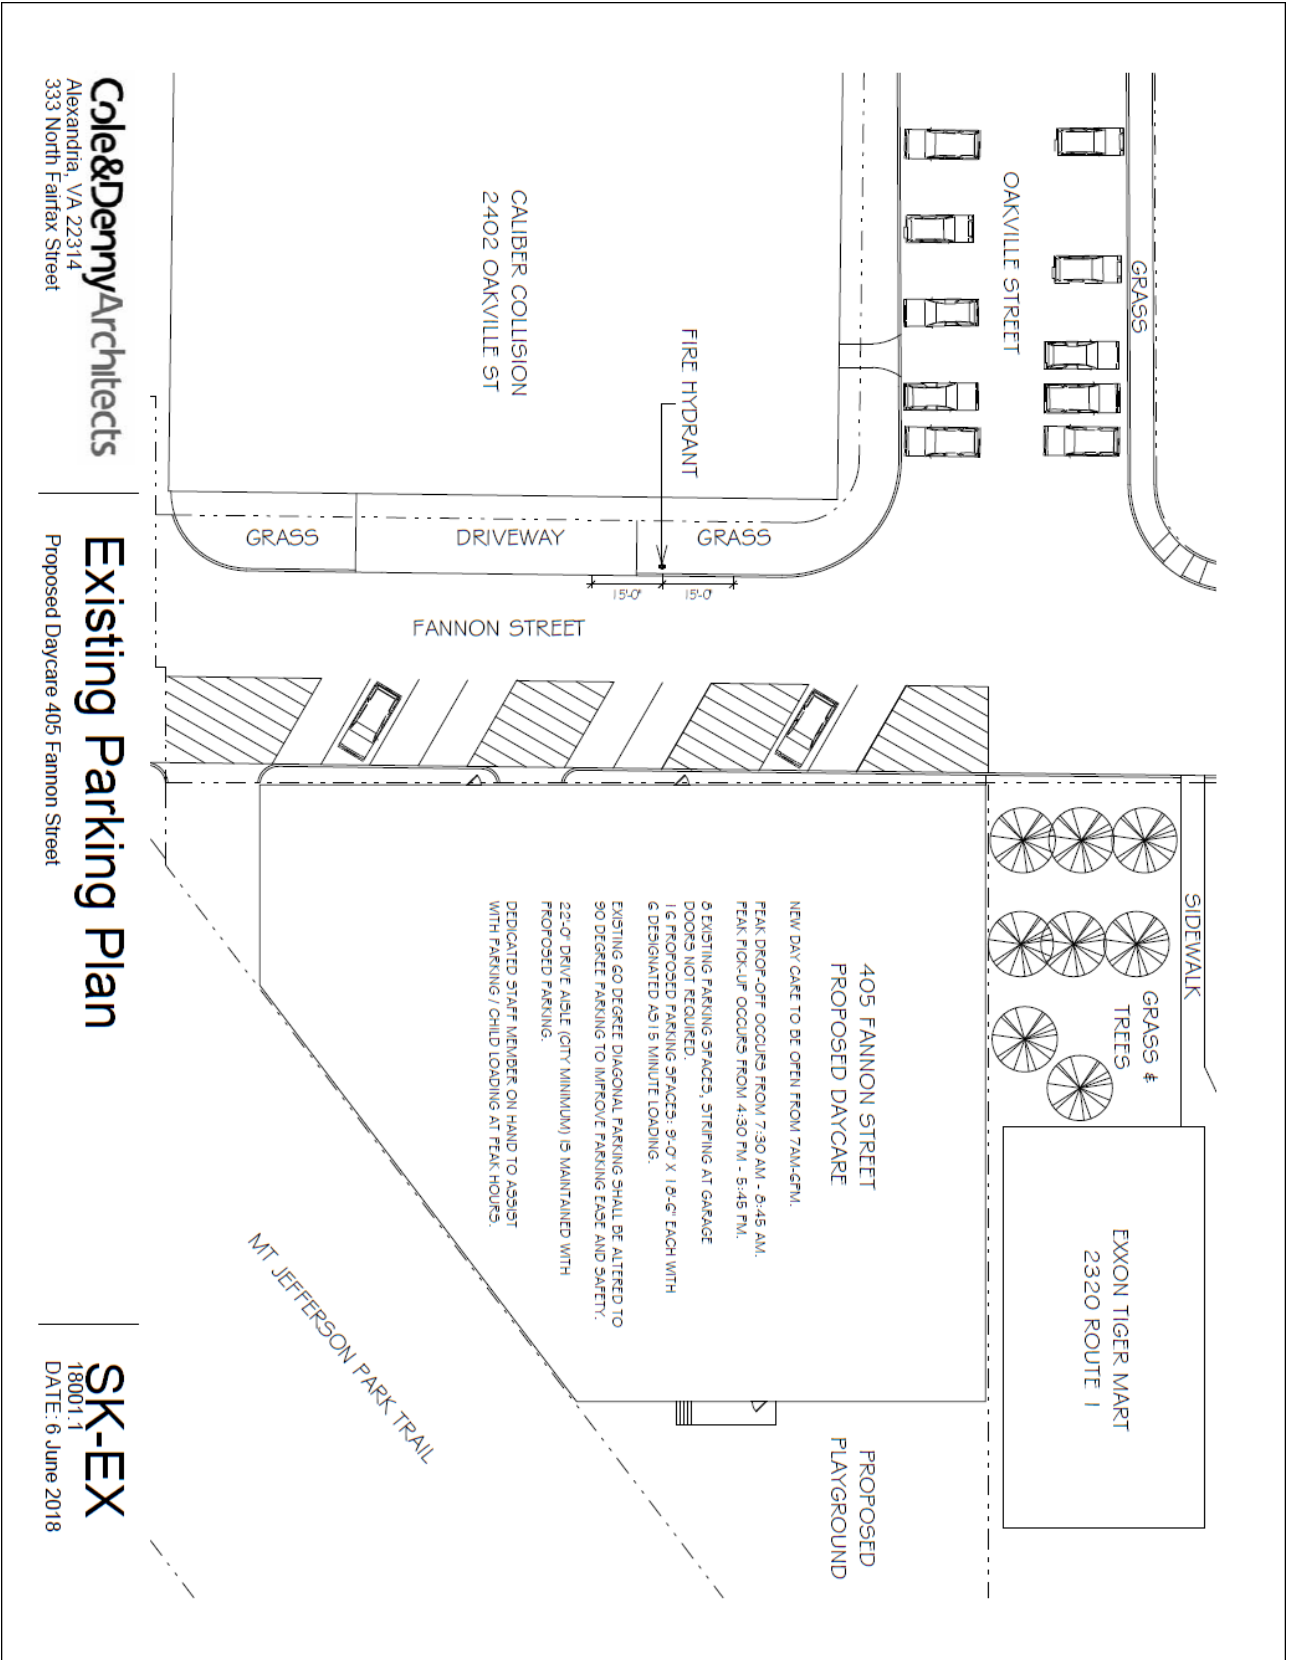 OAKVILLE STREET
GRASS
CALIBER COLLISION
2402 OAKVILLE ST
FIRE HYDRANT
GRASS
DRIVEWAY
GRASS
15'-0"
15'-0"
FANNON STREET
SIDEWALK
GRASS &
TREES
EXXON TIGER MART
2320 ROUTE 1
405 FANNON STREET
PROPOSED DAYCARE
NEW DAY CARE TO BE OPEN FROM 7AM-6PM.
PEAK DROP-OFF OCCURS FROM 7:30 AM - 8:45 AM.
PEAK PICK-UP OCCURS FROM 4:30 PM - 5:45 PM.
8 EXISTING PARKING SPACES, STRIPING AT GARAGE
DOORS NOT REQUIRED.
16 PROPOSED PARKING SPACES: 9'-0" X 18'-6" EACH WITH
6 DESIGNATED AS 15 MINUTE LOADING.
EXISTING 60 DEGREE DIAGONAL PARKING SHALL BE ALTERED TO
90 DEGREE PARKING TO IMPROVE PARKING EASE AND SAFETY.
22'-0" DRIVE AISLE (CITY MINIMUM) IS MAINTAINED WITH
PROPOSED PARKING.
DEDICATED STAFF MEMBER ON HAND TO ASSIST
WITH PARKING / CHILD LOADING AT PEAK HOURS.
PROPOSED
PLAYGROUND
MT JEFFERSON PARK TRAIL
Cole&DennyArchitects
Alexandria, VA 22314
333 North Fairfax Street
Existing Parking Plan
Proposed Daycare 405 Fannon Street
SK-EX
18001.1
DATE: 6 June 2018